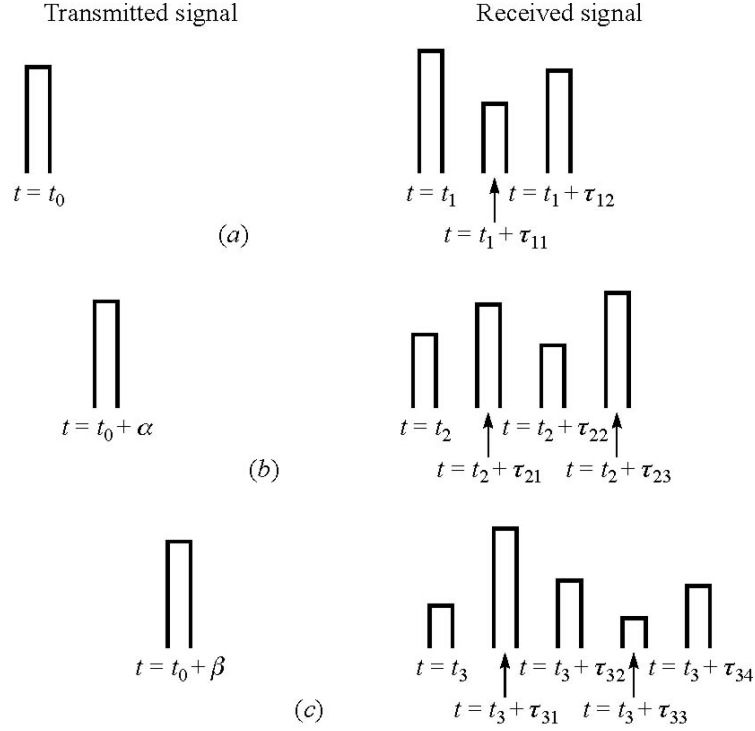 Transmitted signal Received signal
t = t₀ t = t₁ t = t₁ + τ₁₂
(a) t = t₁ + τ₁₁
t = t₀ + α t = t₂ t = t₂ + τ₂₂
(b) t = t₂ + τ₂₁ t = t₂ + τ₂₃
t = t₀ + β t = t₃ t = t₃ + τ₃₂ t = t₃ + τ₃₄
(c) t = t₃ + τ₃₁ t = t₃ + τ₃₃